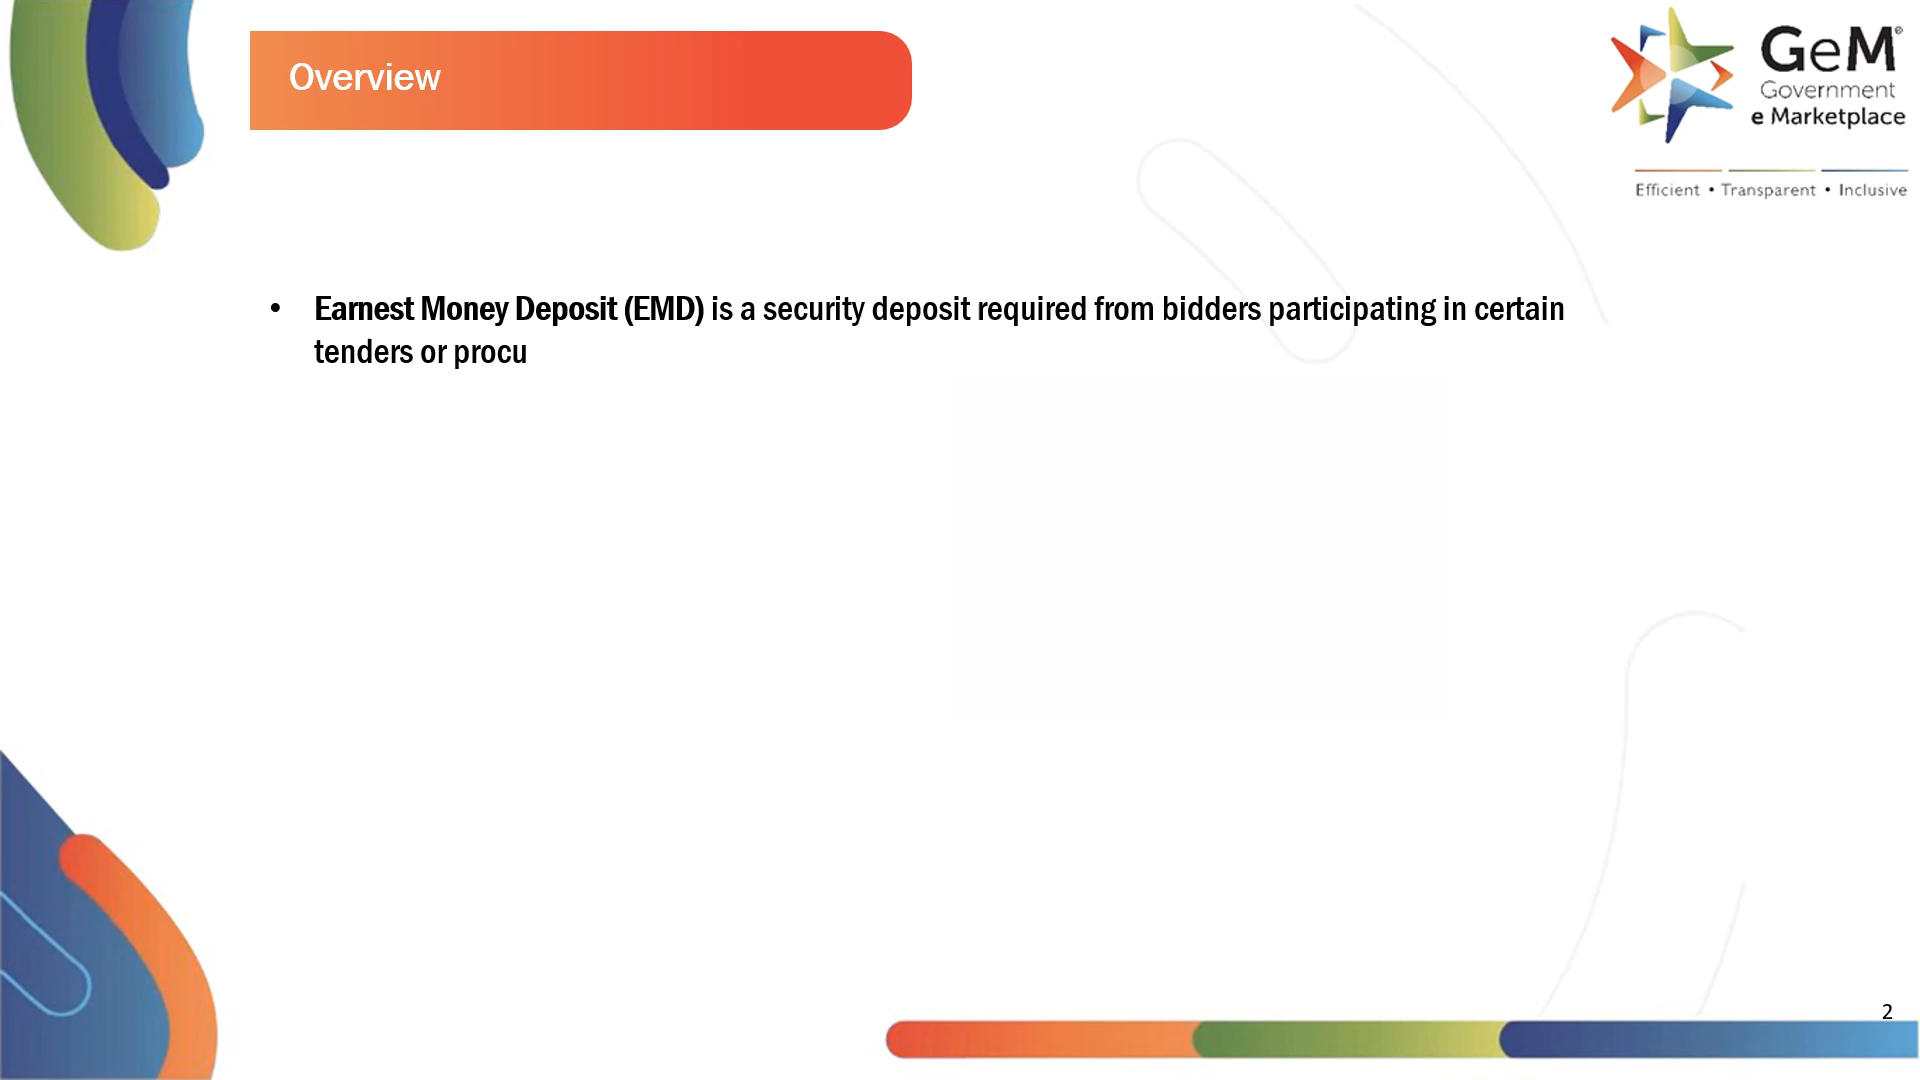 Overview
GeM®
Government
e Marketplace
Efficient • Transparent • Inclusive
• Earnest Money Deposit (EMD) is a security deposit required from bidders participating in certain
tenders or procu
2